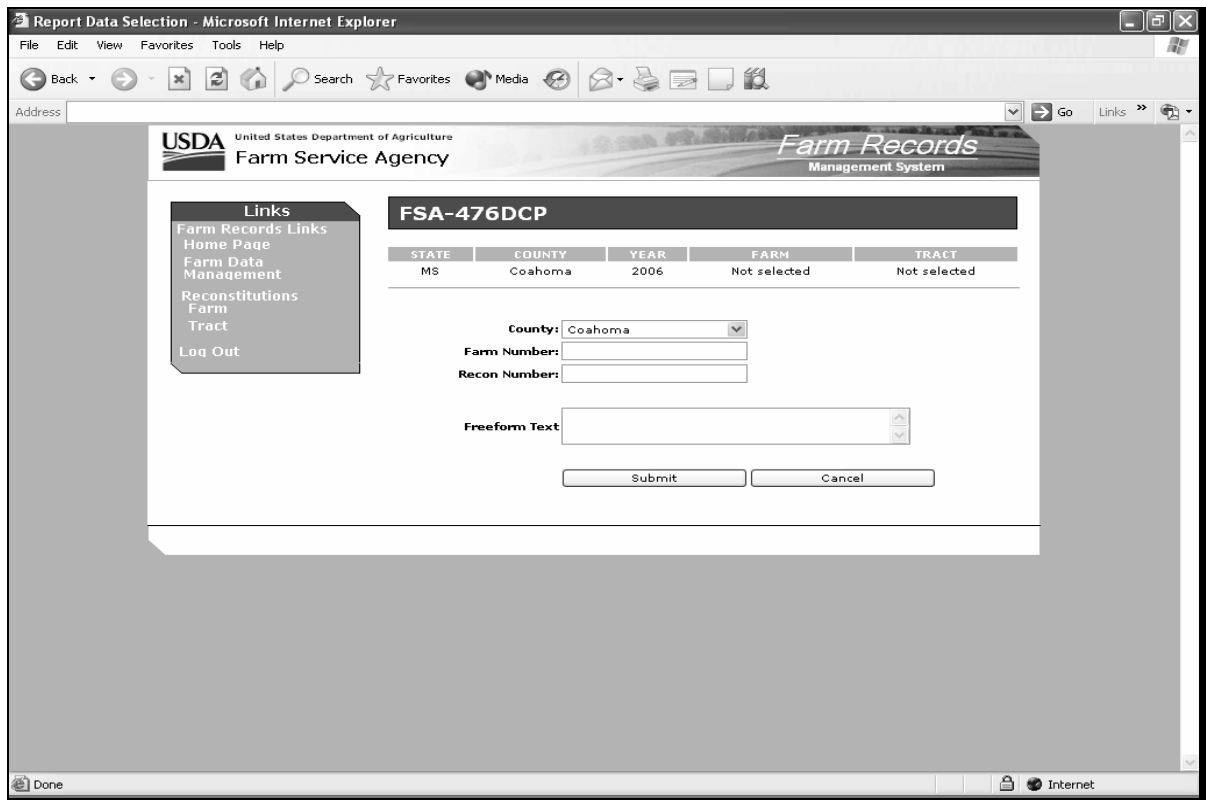 Report Data Selection - Microsoft Internet Explorer
File Edit View Favorites Tools Help
Back Search Favorites Media
Address Go Links »
USDA United States Department of Agriculture
Farm Service Agency
Farm Records
Management System
Links
Farm Records Links
Home Page
Farm Data
Management
Reconstitutions
Farm
Tract
Log Out
FSA-476DCP
STATE COUNTY YEAR FARM TRACT
MS Coahoma 2006 Not selected Not selected
County: Coahoma
Farm Number:
Recon Number:
Freeform Text
Submit Cancel
Done Internet